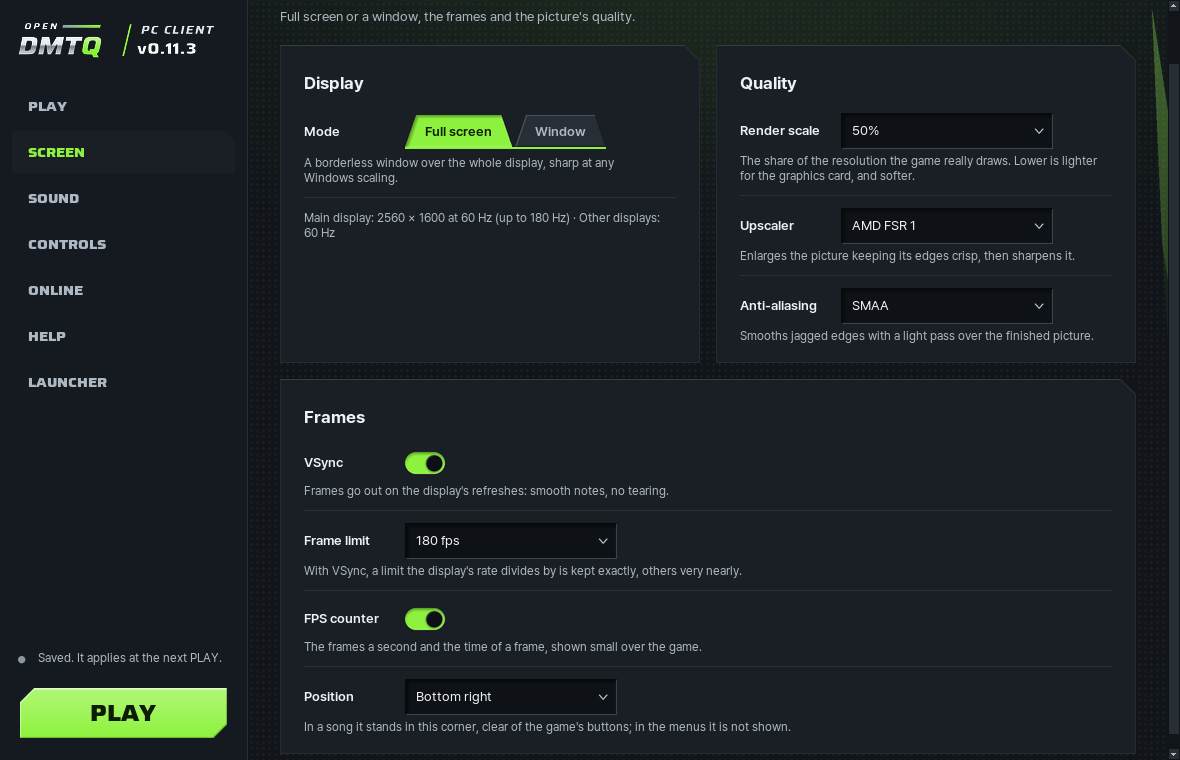 OPEN
DMTQ
PC CLIENT
v0.11.3
PLAY
SCREEN
SOUND
CONTROLS
ONLINE
HELP
LAUNCHER
Saved. It applies at the next PLAY.
PLAY
Full screen or a window, the frames and the picture's quality.
Display
Mode
Full screen
Window
A borderless window over the whole display, sharp at any
Windows scaling.
Main display: 2560 × 1600 at 60 Hz (up to 180 Hz) · Other displays:
60 Hz
Quality
Render scale
50%
The share of the resolution the game really draws. Lower is lighter
for the graphics card, and softer.
Upscaler
AMD FSR 1
Enlarges the picture keeping its edges crisp, then sharpens it.
Anti-aliasing
SMAA
Smooths jagged edges with a light pass over the finished picture.
Frames
VSync
Frames go out on the display's refreshes: smooth notes, no tearing.
Frame limit
180 fps
With VSync, a limit the display's rate divides by is kept exactly, others very nearly.
FPS counter
The frames a second and the time of a frame, shown small over the game.
Position
Bottom right
In a song it stands in this corner, clear of the game's buttons; in the menus it is not shown.